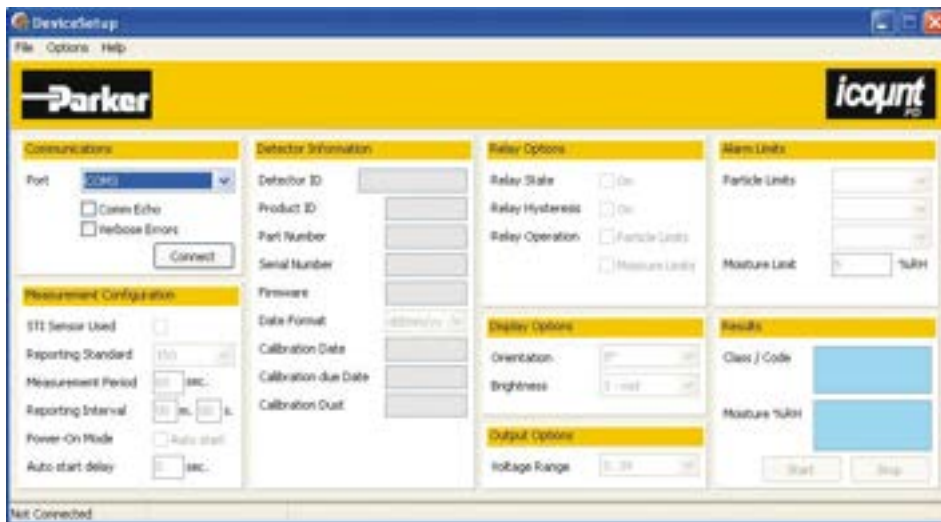 DeviceSetup
File Options Help
Parker
icount
PD
Communications
Port COM3
Comm Echo
Verbose Errors
Connect
Measurement Configuration
STI Sensor Used
Reporting Standard ISO
Measurement Period sec.
Reporting Interval m. s.
Power-On Mode Auto start
Auto start delay sec.
Detector Information
Detector ID
Product ID
Part Number
Serial Number
Firmware
Date Format
Calibration Date
Calibration due Date
Calibration Dust
Relay Options
Relay State On
Relay Hysteresis On
Relay Operation Particle Limits
Moisture Limits
Display Options
Orientation
Brightness
Output Options
Voltage Range
Alarm Limits
Particle Limits
Moisture Limit %RH
Results
Class / Code
Moisture %RH
Start Stop
Not Connected